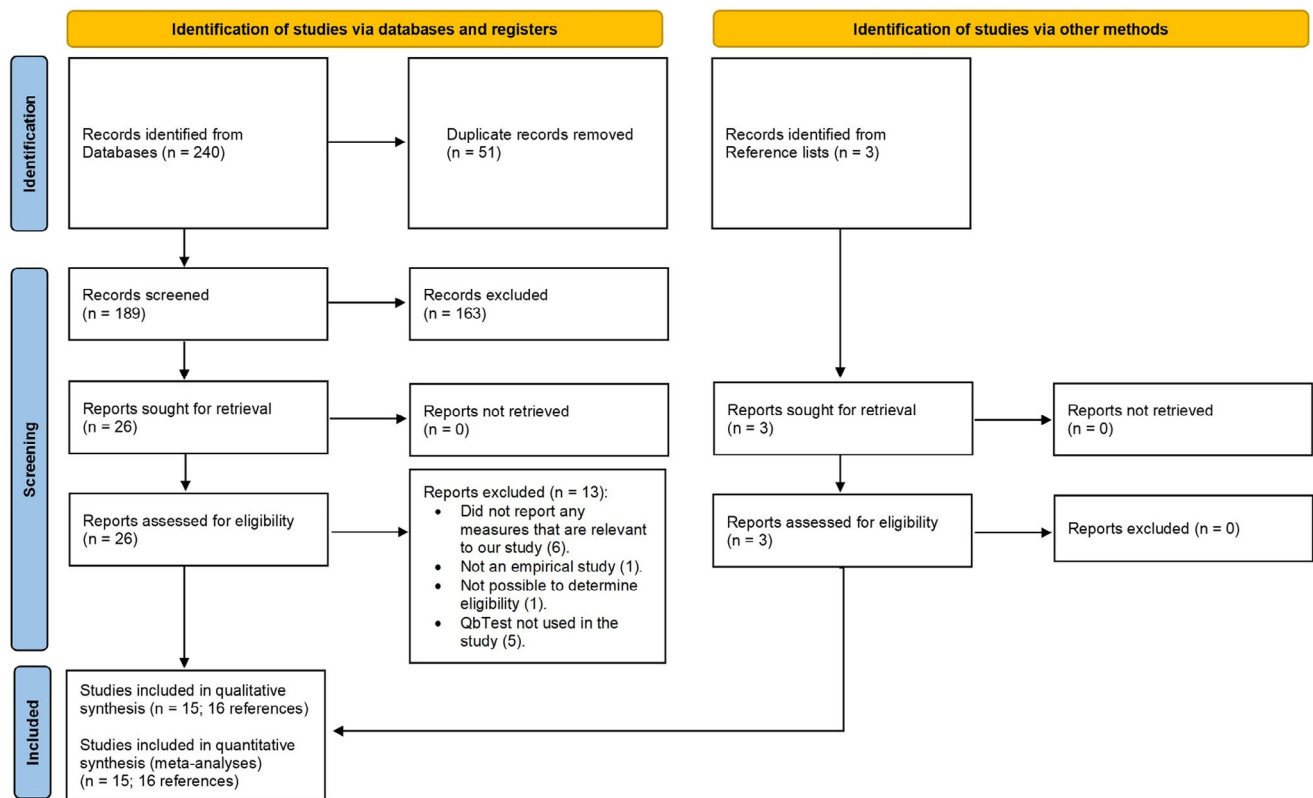 Identification of studies via databases and registers
Identification of studies via other methods
Identification
Records identified from
Databases (n = 240)
Duplicate records removed
(n = 51)
Records identified from
Reference lists (n = 3)
Screening
Records screened
(n = 189)
Records excluded
(n = 163)
Reports sought for retrieval
(n = 26)
Reports not retrieved
(n = 0)
Reports sought for retrieval
(n = 3)
Reports not retrieved
(n = 0)
Reports assessed for eligibility
(n = 26)
Reports excluded (n = 13):
• Did not report any
measures that are relevant
to our study (6).
• Not an empirical study (1).
• Not possible to determine
eligibility (1).
• QbTest not used in the
study (5).
Reports assessed for eligibility
(n = 3)
Reports excluded (n = 0)
Included
Studies included in qualitative
synthesis (n = 15; 16 references)
Studies included in quantitative
synthesis (meta-analyses)
(n = 15; 16 references)